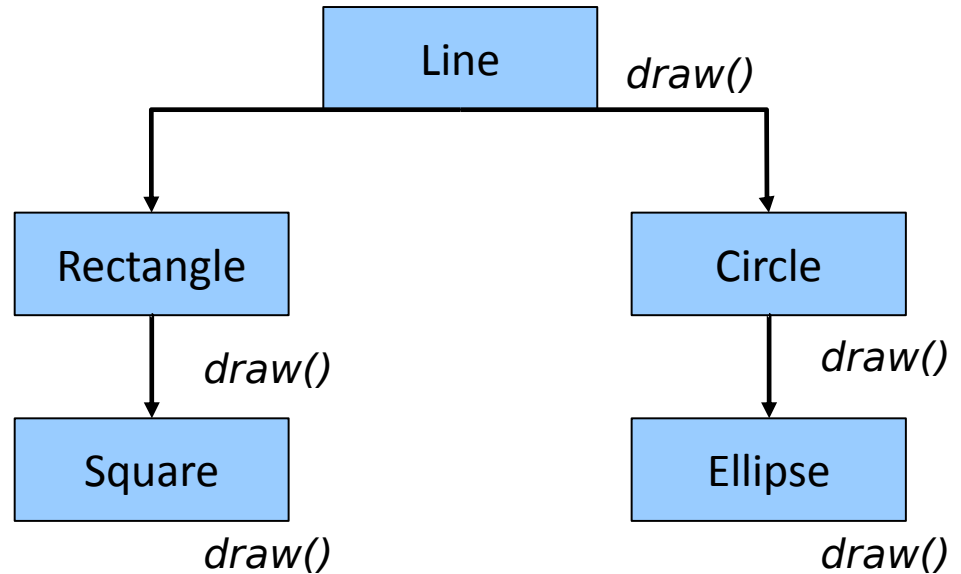 Line
draw()
Rectangle
Circle
draw()
draw()
Square
Ellipse
draw()
draw()